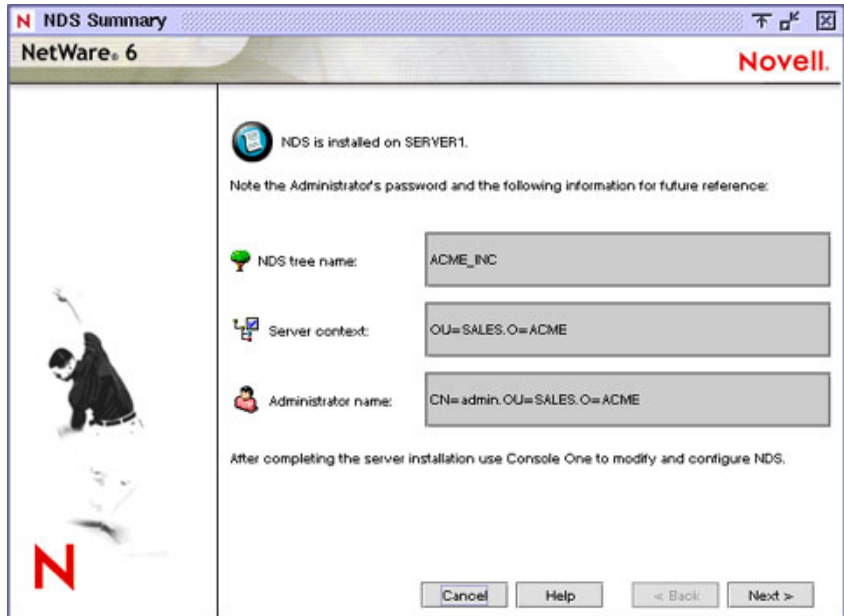 N NDS Summary
NetWare® 6
Novell.
NDS is installed on SERVER1.
Note the Administrator's password and the following information for future reference:
NDS tree name: ACME_INC
Server context: OU=SALES.O=ACME
Administrator name: CN=admin.OU=SALES.O=ACME
After completing the server installation use Console One to modify and configure NDS.
N
Cancel Help < Back Next >